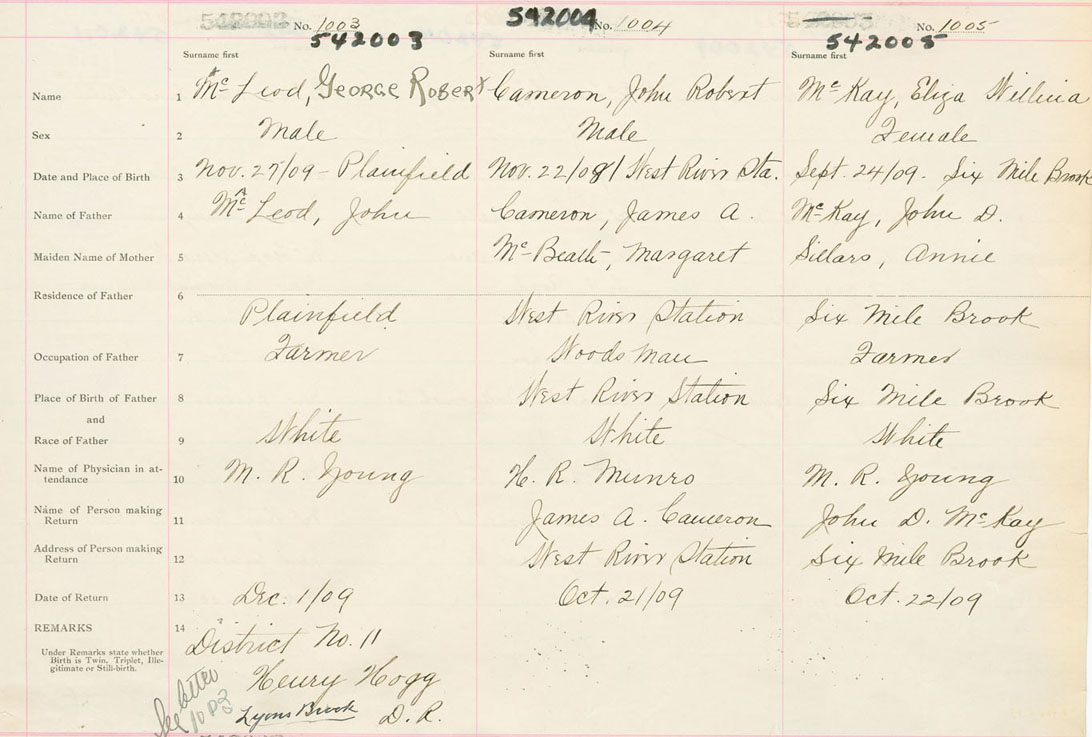 No. 1003
542003
542004
No. 1004
No. 1005
542005
Surname first
Surname first
Surname first
Name 1 McLeod, George Robert Cameron, John Robert McKay, Eliza Willina
Sex 2 Male Male Female
Date and Place of Birth 3 Nov. 27/09 - Plainfield Nov. 22/08/ West River Sta. Sept. 24/09. Six Mile Brook
Name of Father 4 McLeod, John Cameron, James A. McKay, John D.
Maiden Name of Mother 5 McBeath, Margaret Sillars, Annie
Residence of Father 6 Plainfield West River Station Six Mile Brook
Occupation of Father 7 Farmer Woodsman Farmer
Place of Birth of Father 8 West River Station Six Mile Brook
and
Race of Father 9 White White White
Name of Physician in at-
tendance 10 M. R. Young H. R. Munro M. R. Young
Name of Person making
Return 11 James A. Cameron John D. McKay
Address of Person making
Return 12 West River Station Six Mile Brook
Date of Return 13 Dec. 1/09 Oct. 21/09 Oct. 22/09
REMARKS 14 District No. 11
Under Remarks state whether
Birth is Twin, Triplet, Ille-
gitimate or Still-birth.
Henry Hogg
Lyons Brook D. R.
See letter